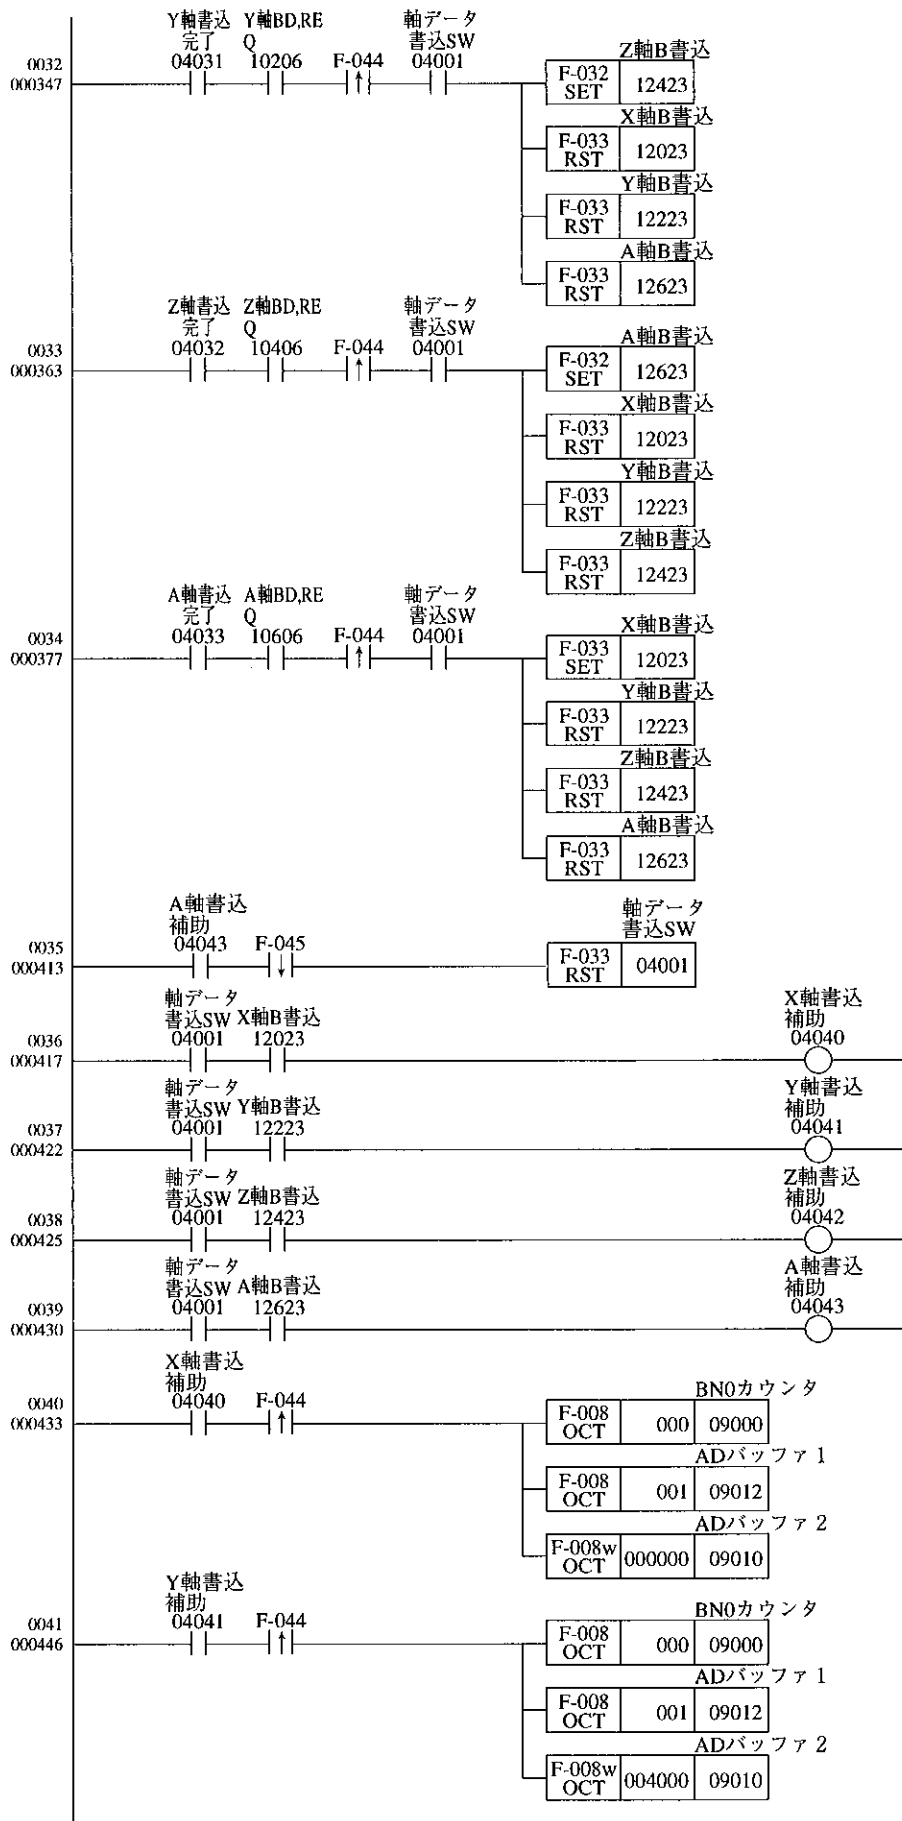 Y軸書込 Y軸BD,RE 軸データ
完了 Q 書込SW
0032 04031 10206 F-044 04001
000347
Z軸B書込
F-032 SET 12423
X軸B書込
F-033 RST 12023
Y軸B書込
F-033 RST 12223
A軸B書込
F-033 RST 12623
Z軸書込 Z軸BD,RE 軸データ
完了 Q 書込SW
0033 04032 10406 F-044 04001
000363
A軸B書込
F-032 SET 12623
X軸B書込
F-033 RST 12023
Y軸B書込
F-033 RST 12223
Z軸B書込
F-033 RST 12423
A軸書込 A軸BD,RE 軸データ
完了 Q 書込SW
0034 04033 10606 F-044 04001
000377
X軸B書込
F-033 SET 12023
Y軸B書込
F-033 RST 12223
Z軸B書込
F-033 RST 12423
A軸B書込
F-033 RST 12623
A軸書込 軸データ
補助 書込SW
0035 04043 F-045
000413
F-033 RST 04001
軸データ X軸書込
書込SW X軸B書込 補助
0036 04001 12023 04040
000417
軸データ Y軸書込
書込SW Y軸B書込 補助
0037 04001 12223 04041
000422
軸データ Z軸書込
書込SW Z軸B書込 補助
0038 04001 12423 04042
000425
軸データ A軸書込
書込SW A軸B書込 補助
0039 04001 12623 04043
000430
X軸書込
補助
0040 04040 F-044
000433
BN0カウンタ
F-008 OCT 000 09000
ADバッファ1
F-008 OCT 001 09012
ADバッファ2
F-008w OCT 000000 09010
Y軸書込
補助
0041 04041 F-044
000446
BN0カウンタ
F-008 OCT 000 09000
ADバッファ1
F-008 OCT 001 09012
ADバッファ2
F-008w OCT 004000 09010